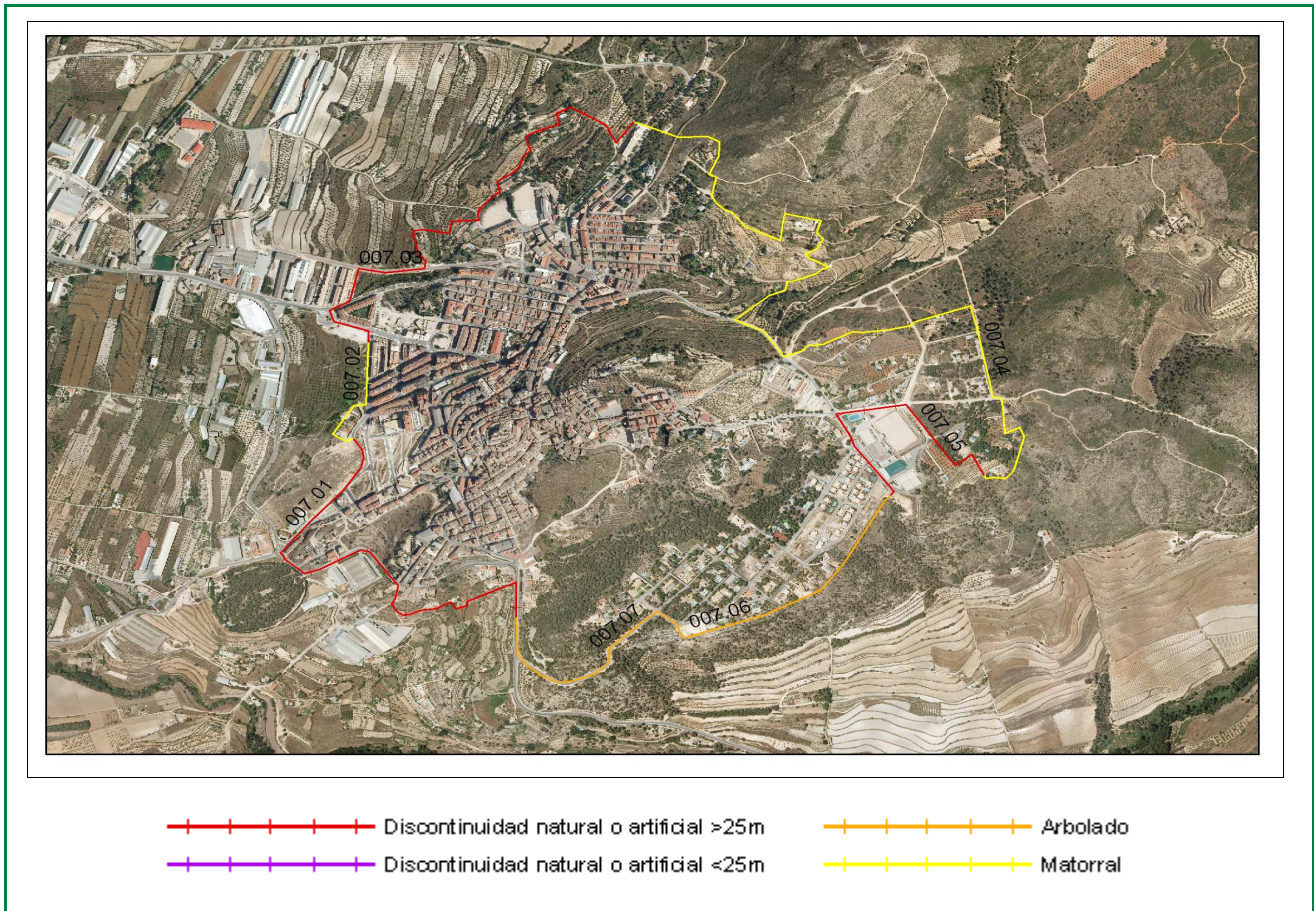 007.03
007.02
007.04
007.05
007.01
007.07
007.06
Discontinuidad natural o artificial >25m
Arbolado
Discontinuidad natural o artificial <25m
Matorral